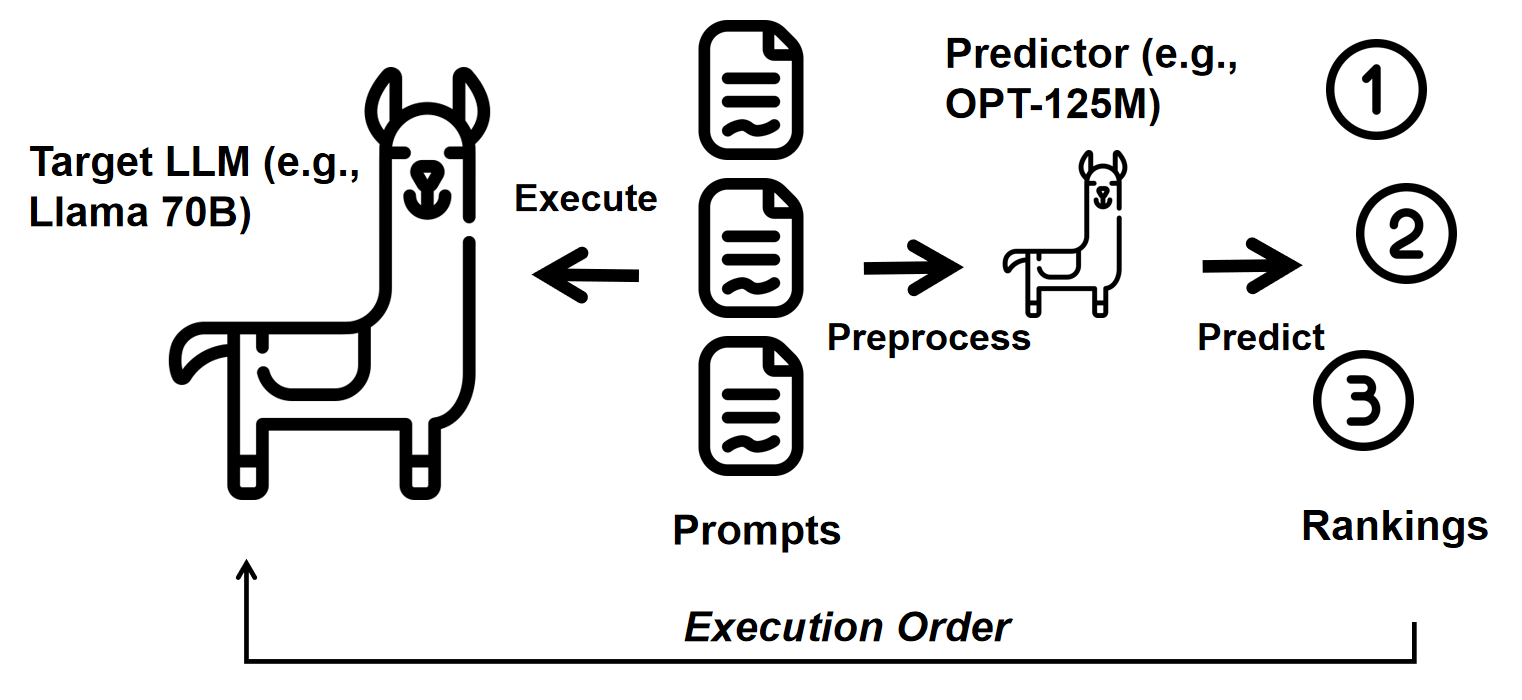 Target LLM (e.g.,
Llama 70B)
Execute
Prompts
Preprocess
Predictor (e.g.,
OPT-125M)
Predict
1
2
3
Rankings
Execution Order